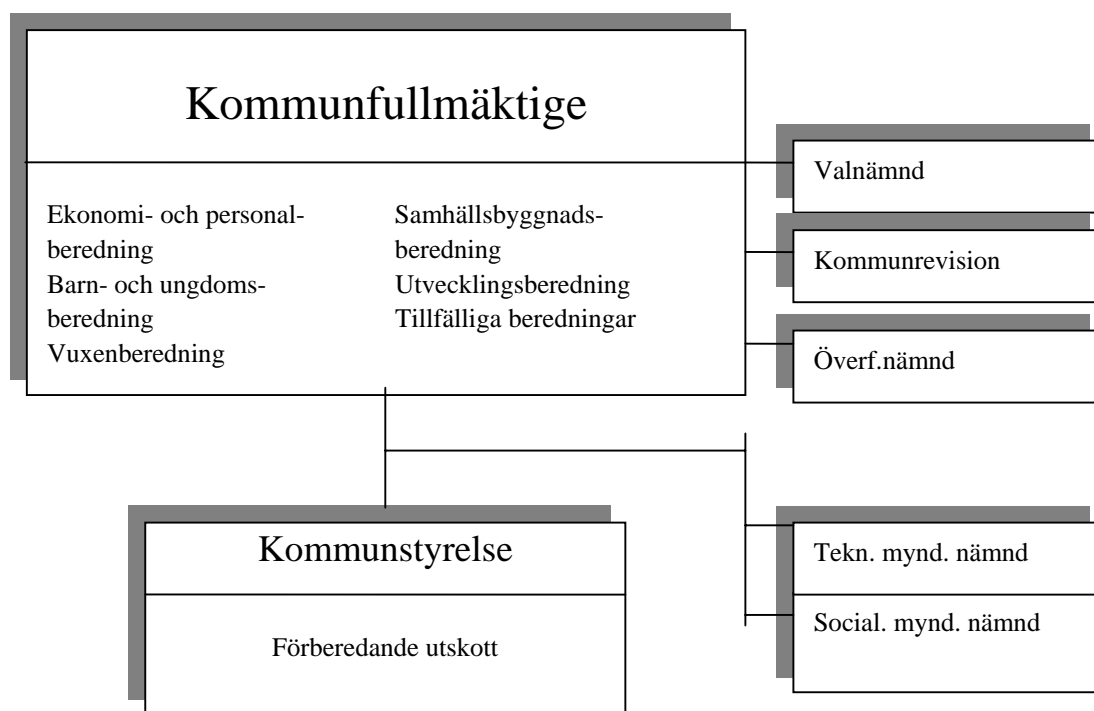 Kommunfullmäktige
Ekonomi- och personal-
beredning
Barn- och ungdoms-
beredning
Vuxenberedning
Samhällsbyggnads-
beredning
Utvecklingsberedning
Tillfälliga beredningar
Valnämnd
Kommunrevision
Överf.nämnd
Kommunstyrelse
Förberedande utskott
Tekn. mynd. nämnd
Social. mynd. nämnd